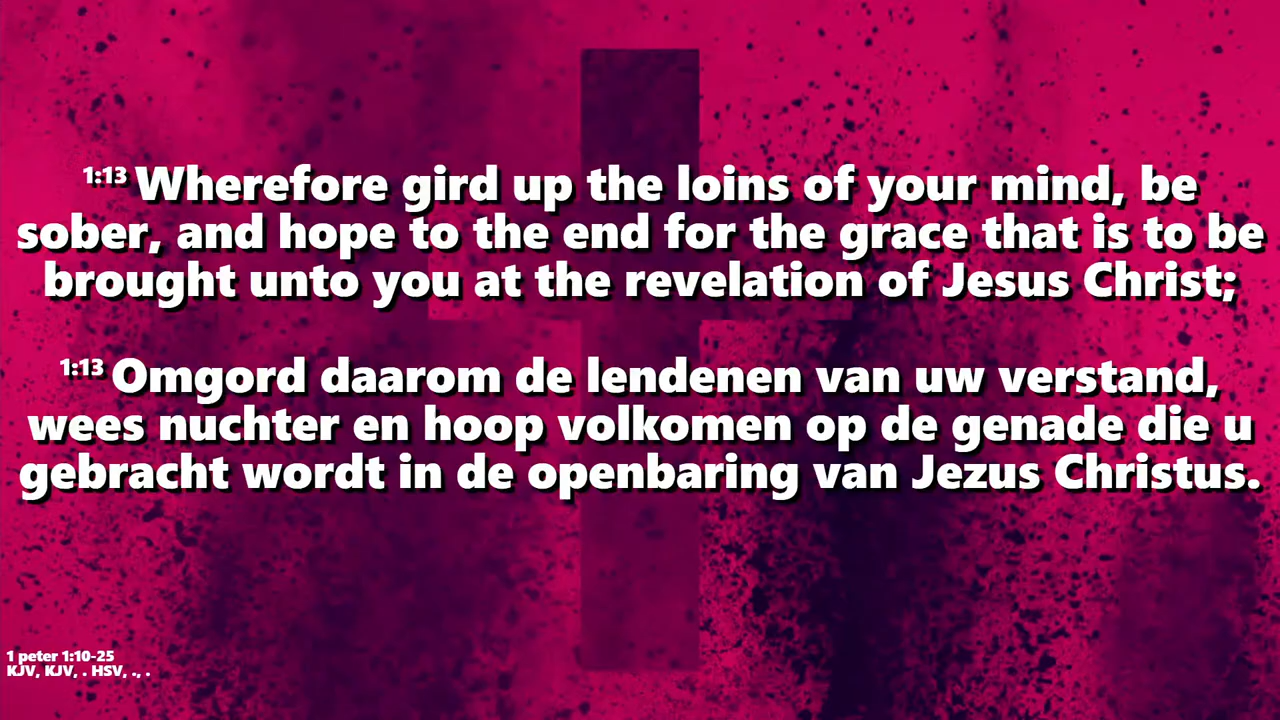 1:13 Wherefore gird up the loins of your mind, be
sober, and hope to the end for the grace that is to be
brought unto you at the revelation of Jesus Christ;
1:13 Omgord daarom de lendenen van uw verstand,
wees nuchter en hoop volkomen op de genade die u
gebracht wordt in de openbaring van Jezus Christus.
1 peter 1:10-25
KJV, KJV, . HSV, ., .